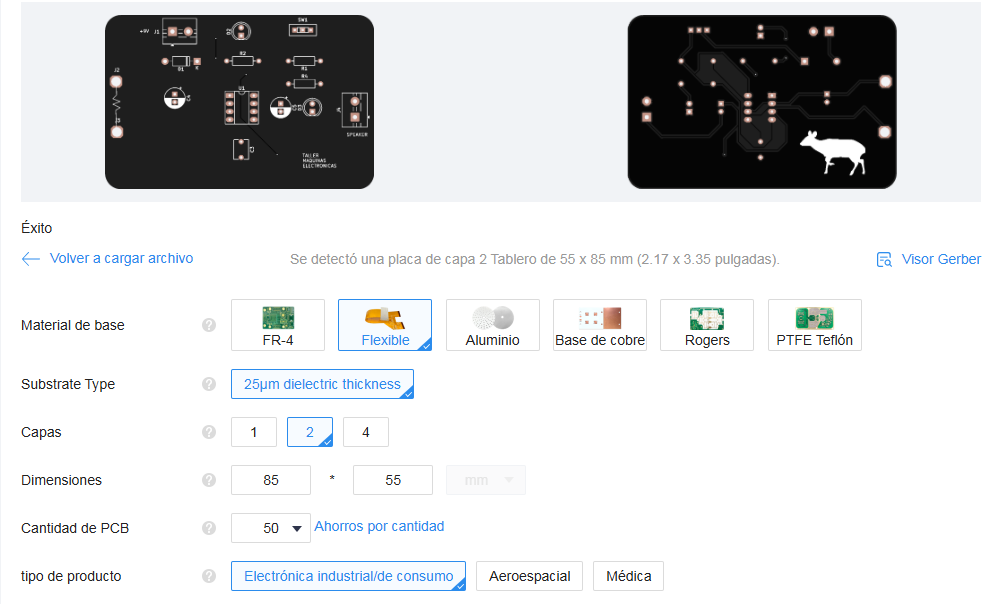 SW1
+9V
J1
R2
J2
D1
R1
R4
U1
J3
SPEAKER
C3
TALLER
MAQUINAS
ELECTRONICAS
Éxito
Volver a cargar archivo
Se detectó una placa de capa 2 Tablero de 55 x 85 mm (2.17 x 3.35 pulgadas).
Visor Gerber
Material de base ?
FR-4
Flexible
Aluminio
Base de cobre
Rogers
PTFE Teflón
Substrate Type ? 25μm dielectric thickness
Capas ? 1 2 4
Dimensiones ? 85 * 55 mm
Cantidad de PCB ? 50 Ahorros por cantidad
tipo de producto ? Electrónica industrial/de consumo Aeroespacial Médica